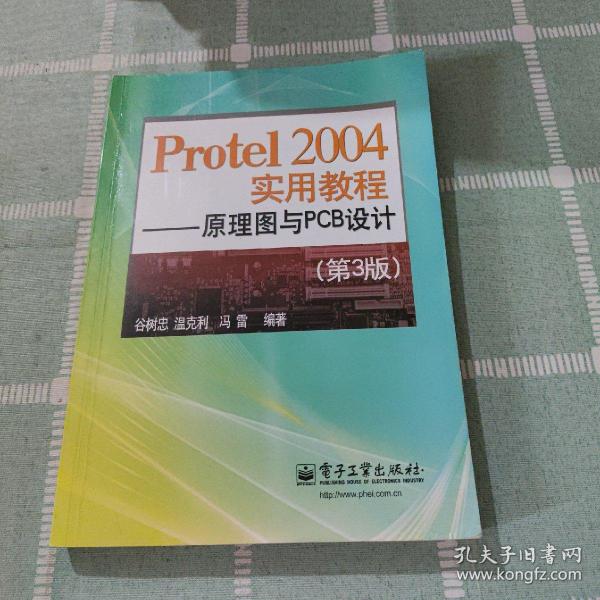 Protel 2004
实用教程
——原理图与PCB设计
(第3版)
谷树忠 温克利 冯雷 编著
電子工業出版社.
PUBLISHING HOUSE OF ELECTRONICS INDUSTRY
http://www.phei.com.cn
孔夫子旧书网
www.kongfz.com